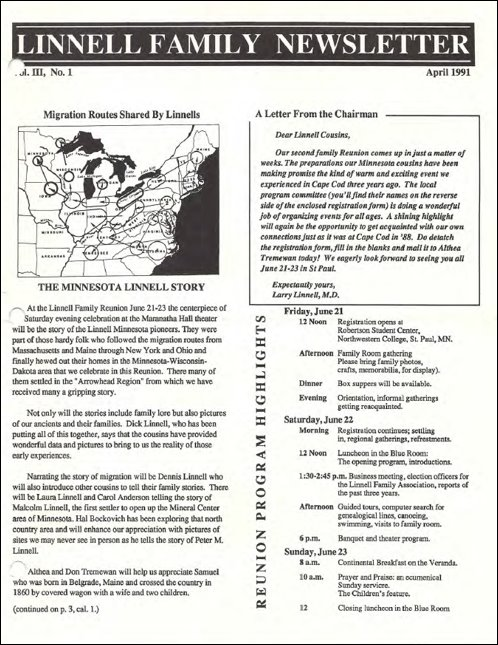 LINNELL FAMILY NEWSLETTER
Vol. III, No. 1
April 1991
Migration Routes Shared By Linnells
MINNESOTA
WISCONSIN
IOWA
ILLINOIS
MISSOURI
ARKANSAS
TENNESSEE
MAINE
THE MINNESOTA LINNELL STORY
At the Linnell Family Reunion June 21-23 the centerpiece of
Saturday evening celebration at the Maranatha Hall theater
will be the story of the Linnell Minnesota pioneers. They were
part of those hardy folk who followed the migration routes from
Massachusetts and Maine through New York and Ohio and
finally hewed out their homes in the Minnesota-Wisconsin-
Dakota area that we celebrate in this Reunion. There many of
them settled in the "Arrowhead Region" from which we have
received many a gripping story.
Not only will the stories include family lore but also pictures
of our ancients and their families. Dick Linnell, who has been
putting all of this together, says that the cousins have provided
wonderful data and pictures to bring to us the reality of those
early experiences.
Narrating the story of migration will be Dennis Linnell who
will also introduce other cousins to tell their family stories. There
will be Laura Linnell and Carol Anderson telling the story of
Malcolm Linnell, the first settler to open up the Mineral Center
area of Minnesota. Hal Bockovich has been exploring that north
country area and will enhance our appreciation with pictures of
sites we may never see in person as he tells the story of Peter M.
Linnell.
Althea and Don Tremewan will help us appreciate Samuel
who was born in Belgrade, Maine and crossed the country in
1860 by covered wagon with a wife and two children.
(continued on p. 3, cal. 1.)
A Letter From the Chairman
Dear Linnell Cousins,
Our second family Reunion comes up in just a matter of
weeks. The preparations our Minnesota cousins have been
making promise the kind of warm and exciting event we
experienced in Cape Cod three years ago. The local
program committee (you'll find their names on the reverse
side of the enclosed registration form) is doing a wonderful
job of organizing events for all ages. A shining highlight
will again be the opportunity to get acquainted with our own
connections just as it was at Cape Cod in '88. Do detatch
the registration form, fill in the blanks and mail it to Althea
Tremewan today! We eagerly look forward to seeing you all
June 21-23 in St Paul.
Expectantly yours,
Larry Linnell, M.D.
REUNION PROGRAM HIGHLIGHTS
Friday, June 21
12 Noon Registration opens at
Robertson Student Center,
Northwestern College, St. Paul, MN.
Afternoon Family Room gathering
Please bring family photos,
crafts, memorabilia, for display).
Dinner Box suppers will be available.
Evening Orientation, informal gatherings
getting reacquainted.
Saturday, June 22
Morning Registration continues; settling
in, regional gatherings, refrestments.
12 Noon Luncheon in the Blue Room:
The opening program, introductions.
1:30-2:45 p.m. Business meeting, election officers for
the Linnell Family Association, reports of
the past three years.
Afternoon Guided tours, computer search for
genealogical lines, canoeing,
swimming, visits to family room.
6 p.m. Banquet and theater program.
Sunday, June 23
8 a.m. Continental Breakfast on the Veranda.
10 a.m. Prayer and Praise: an ecumenical
Sunday servicre.
The Children's feature.
12 Closing luncheon in the Blue Room